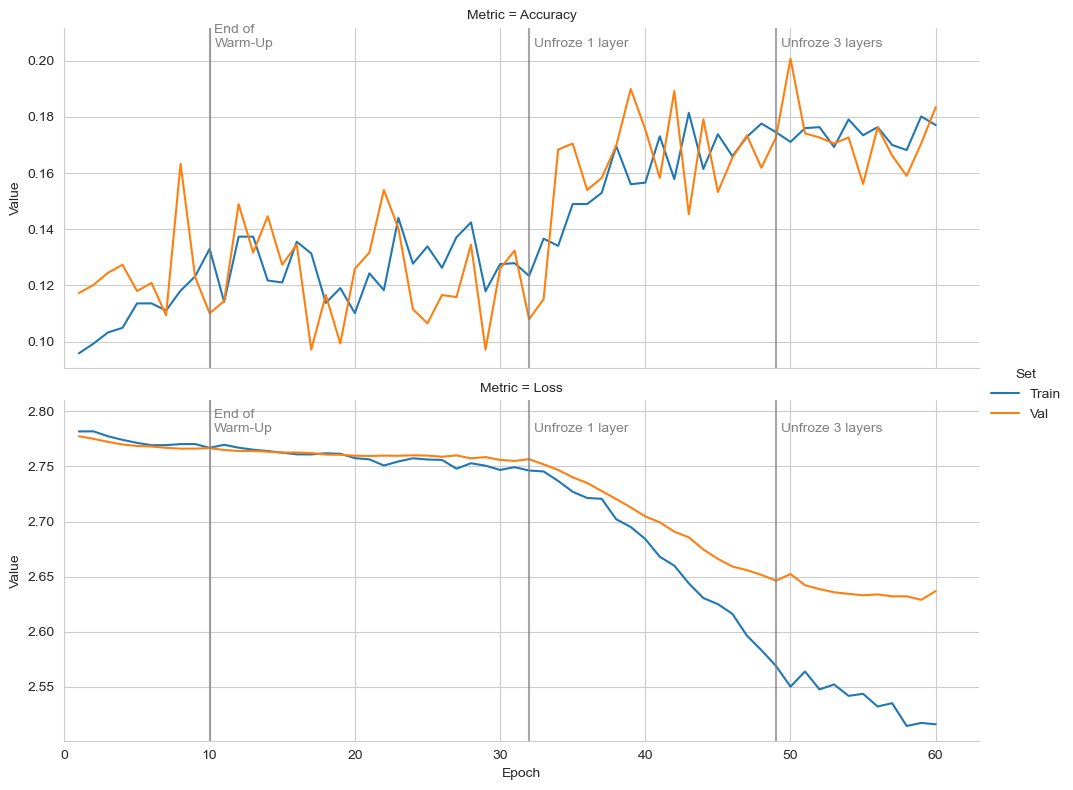 Metric = Accuracy
End of
Warm-Up
Unfroze 1 layer
Unfroze 3 layers
0.20
0.18
0.16
0.14
0.12
0.10
Value
Metric = Loss
End of
Warm-Up
Unfroze 1 layer
Unfroze 3 layers
2.80
2.75
2.70
2.65
2.60
2.55
Value
0 10 20 30 40 50 60
Epoch
Set
Train
Val